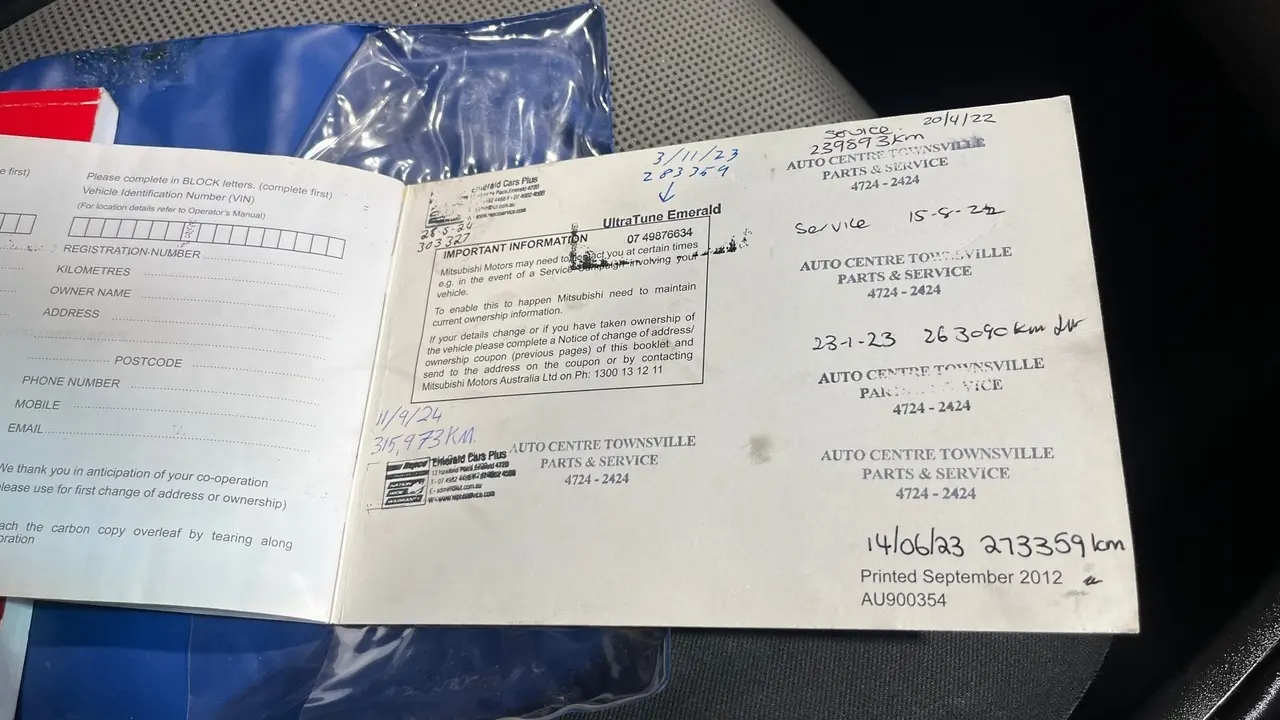 e first)
Please complete in BLOCK letters. (complete first)
Vehicle Identification Number (VIN)
(For location details refer to Operator's Manual)
REGISTRATION NUMBER
KILOMETRES
OWNER NAME
ADDRESS
POSTCODE
PHONE NUMBER
MOBILE
EMAIL
We thank you in anticipation of your co-operation
please use for first change of address or ownership)
ach the carbon copy overleaf by tearing along
oration
Emerald Cars Plus
28-5-24
303327
3/11/23
283359
UltraTune Emerald
07 49876634
IMPORTANT INFORMATION
Mitsubishi Motors may need to contact you at certain times
e.g. in the event of a Service Campaign involving your
vehicle.
To enable this to happen Mitsubishi need to maintain
current ownership information.
If your details change or if you have taken ownership of
the vehicle please complete a Notice of change of address/
ownership coupon (previous pages) of this booklet and
send to the address on the coupon or by contacting
Mitsubishi Motors Australia Ltd on Ph: 1300 13 12 11
11/9/24
315,973KM.
Emerald Cars Plus
AUTO CENTRE TOWNSVILLE
PARTS & SERVICE
4724 - 2424
Service 20/4/22
239893km
AUTO CENTRE TOWNSVILLE
PARTS & SERVICE
4724 - 2424
Service 15-8-22
AUTO CENTRE TOWNSVILLE
PARTS & SERVICE
4724 - 2424
23-1-23 263090km
AUTO CENTRE TOWNSVILLE
PARTS & SERVICE
4724 - 2424
AUTO CENTRE TOWNSVILLE
PARTS & SERVICE
4724 - 2424
14/06/23 273359km
Printed September 2012
AU900354